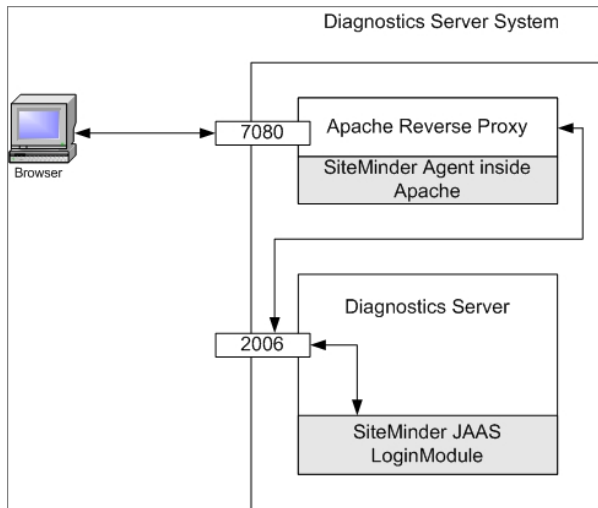 Diagnostics Server System
7080
Apache Reverse Proxy
SiteMinder Agent inside
Apache
Browser
Diagnostics Server
2006
SiteMinder JAAS
LoginModule